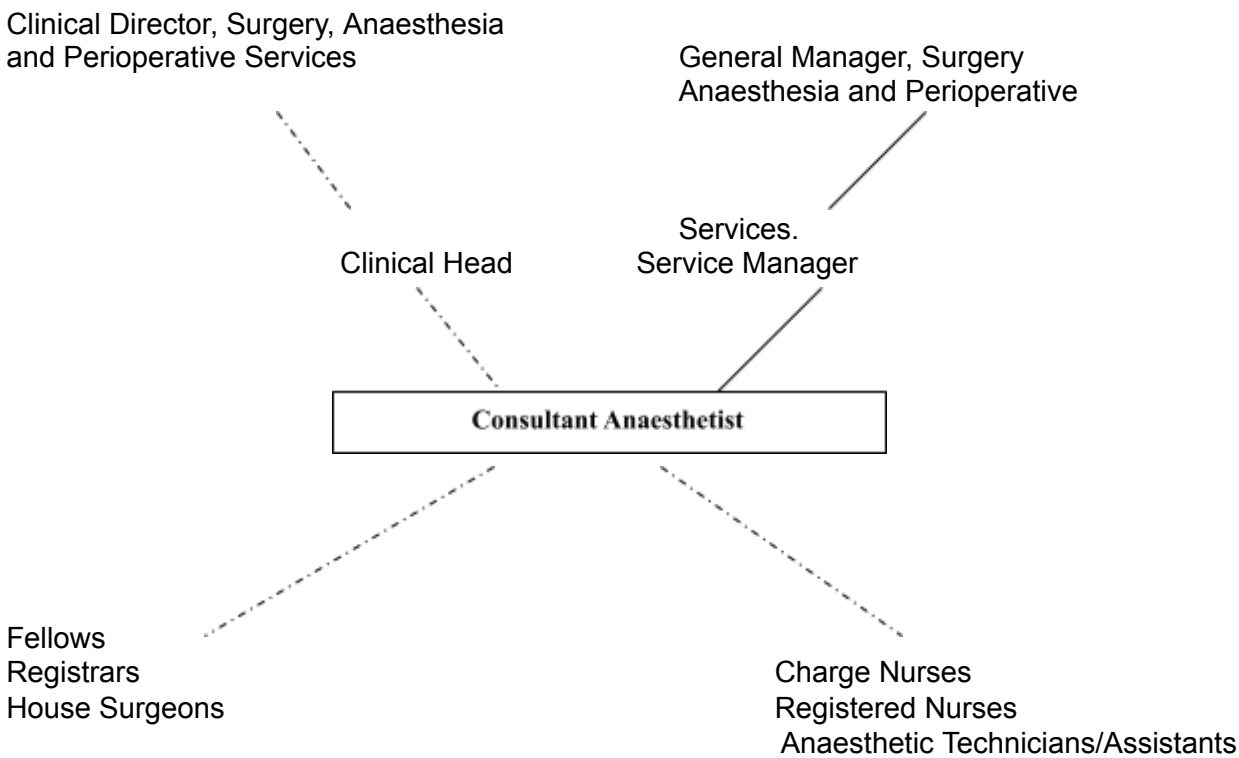 Clinical Director, Surgery, Anaesthesia
and Perioperative Services
General Manager, Surgery
Anaesthesia and Perioperative
Services.
Clinical Head
Service Manager
Consultant Anaesthetist
Fellows
Registrars
House Surgeons
Charge Nurses
Registered Nurses
Anaesthetic Technicians/Assistants